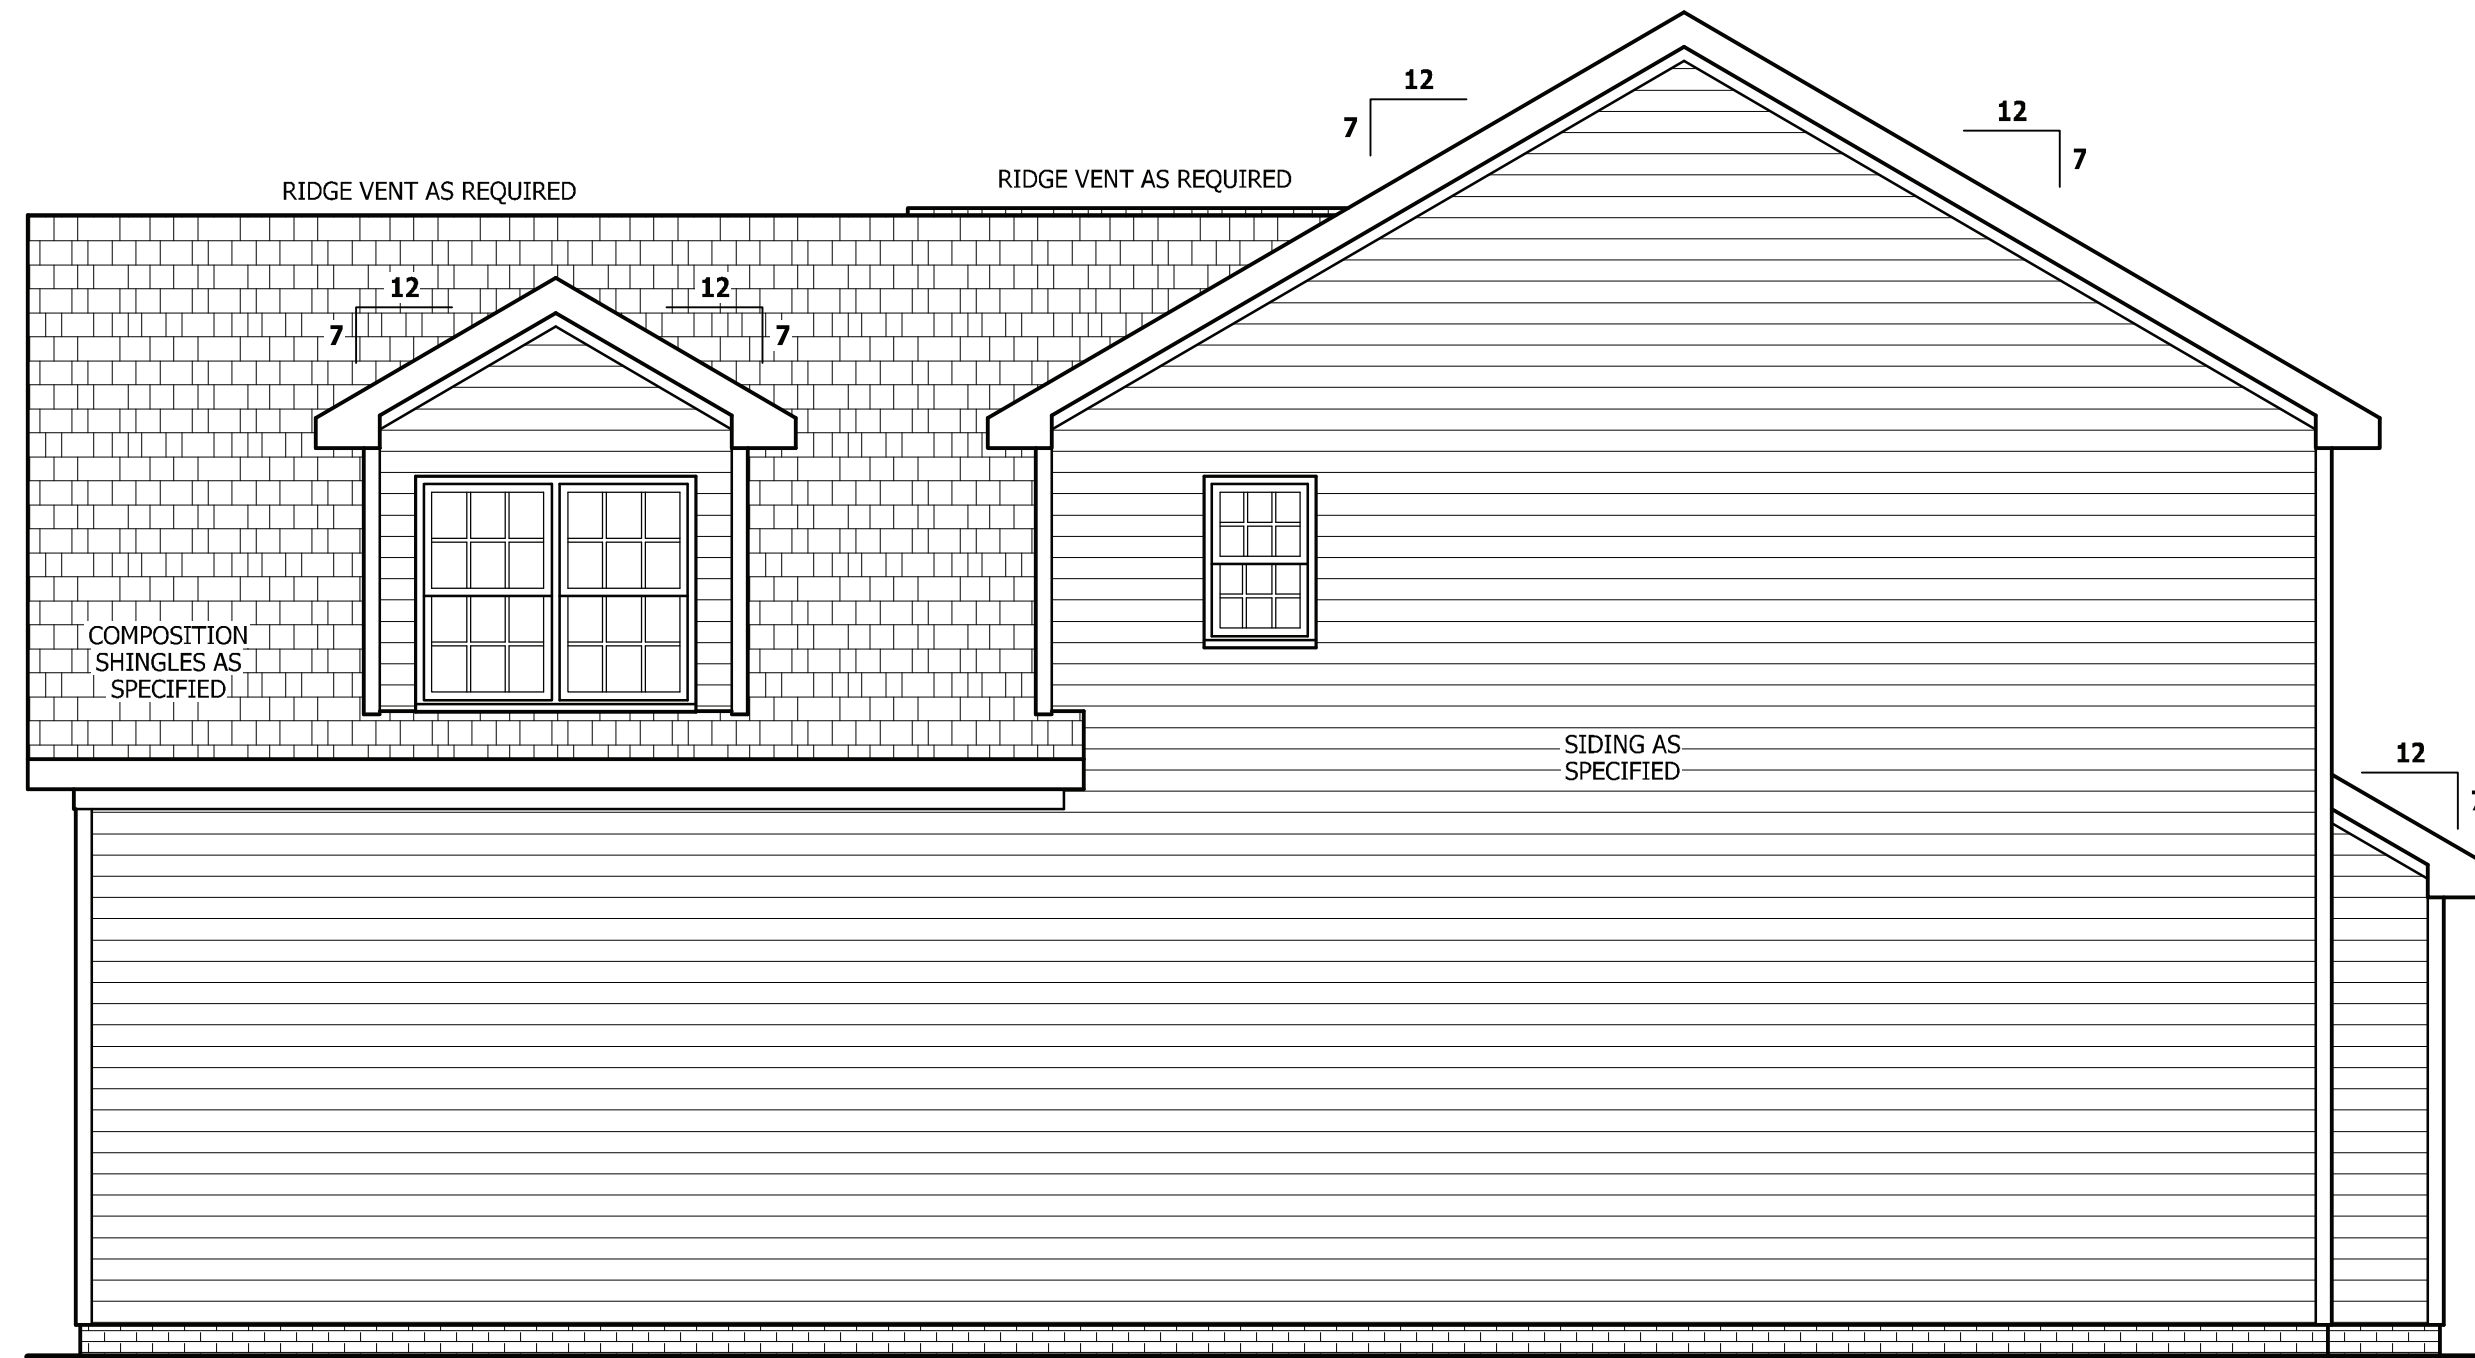 12
7
12
7
RIDGE VENT AS REQUIRED
RIDGE VENT AS REQUIRED
12
7
12
7
COMPOSITION
SHINGLES AS
SPECIFIED
SIDING AS
SPECIFIED
12